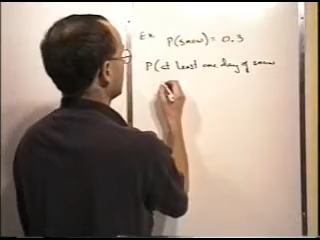 Ex P(snow) = 0.3
P(at least one day of snow